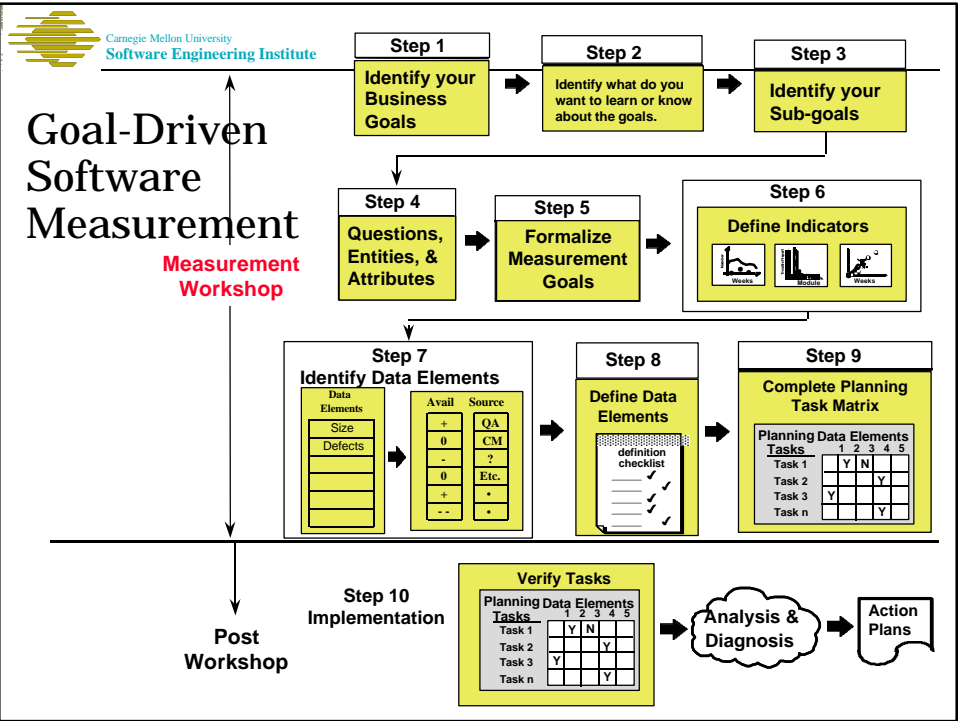 Carnegie Mellon University
Software Engineering Institute
Goal-Driven
Software
Measurement
Measurement
Workshop
Step 1
Identify your
Business
Goals
Step 2
Identify what do you
want to learn or know
about the goals.
Step 3
Identify your
Sub-goals
Step 4
Questions,
Entities, &
Attributes
Step 5
Formalize
Measurement
Goals
Step 6
Define Indicators
Weeks
Module
Weeks
Step 7
Identify Data Elements
Data
Elements
Size
Defects
Avail Source
+ QA
0 CM
- ?
0 Etc.
+ •
- - •
Step 8
Define Data
Elements
definition
checklist
Step 9
Complete Planning
Task Matrix
Planning Data Elements
Tasks 1 2 3 4 5
Task 1 Y N
Task 2 Y
Task 3 Y
Task n Y
Post
Workshop
Step 10
Implementation
Verify Tasks
Planning Data Elements
Tasks 1 2 3 4 5
Task 1 Y N
Task 2 Y
Task 3 Y
Task n Y
Analysis &
Diagnosis
Action
Plans